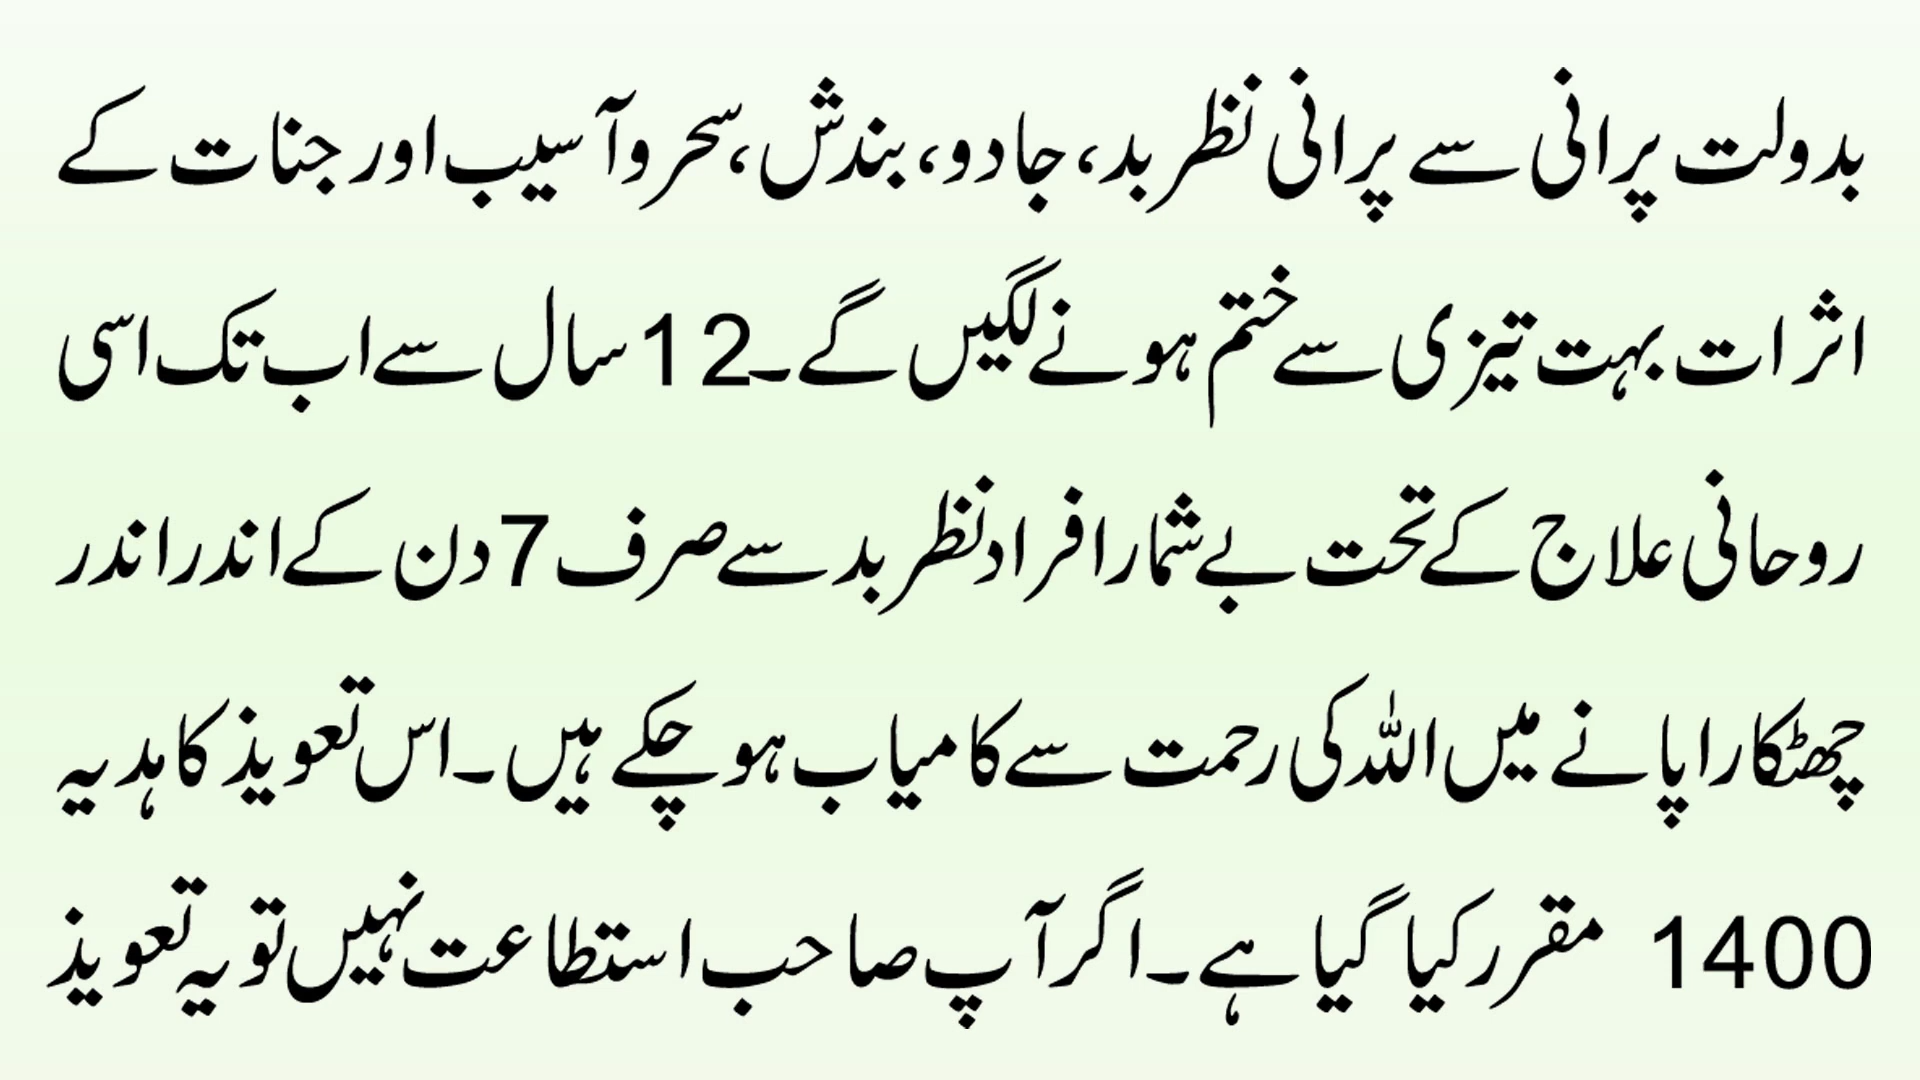 بدولت پرانی سے پرانی نظر بد، جادو، بندش، سحر و آسیب اور جنات کے
اثرات بہت تیزی سے ختم ہونے لگیں گے۔ 12 سال سے اب تک اسی
روحانی علاج کے تحت بے شمار افراد نظر بد سے صرف 7 دن کے اندر اندر
چھٹکارا پانے میں اللہ کی رحمت سے کامیاب ہو چکے ہیں۔ اس تعویذ کا ہدیہ
1400 مقرر کیا گیا ہے۔ اگر آپ صاحب استطاعت نہیں تو یہ تعویذ